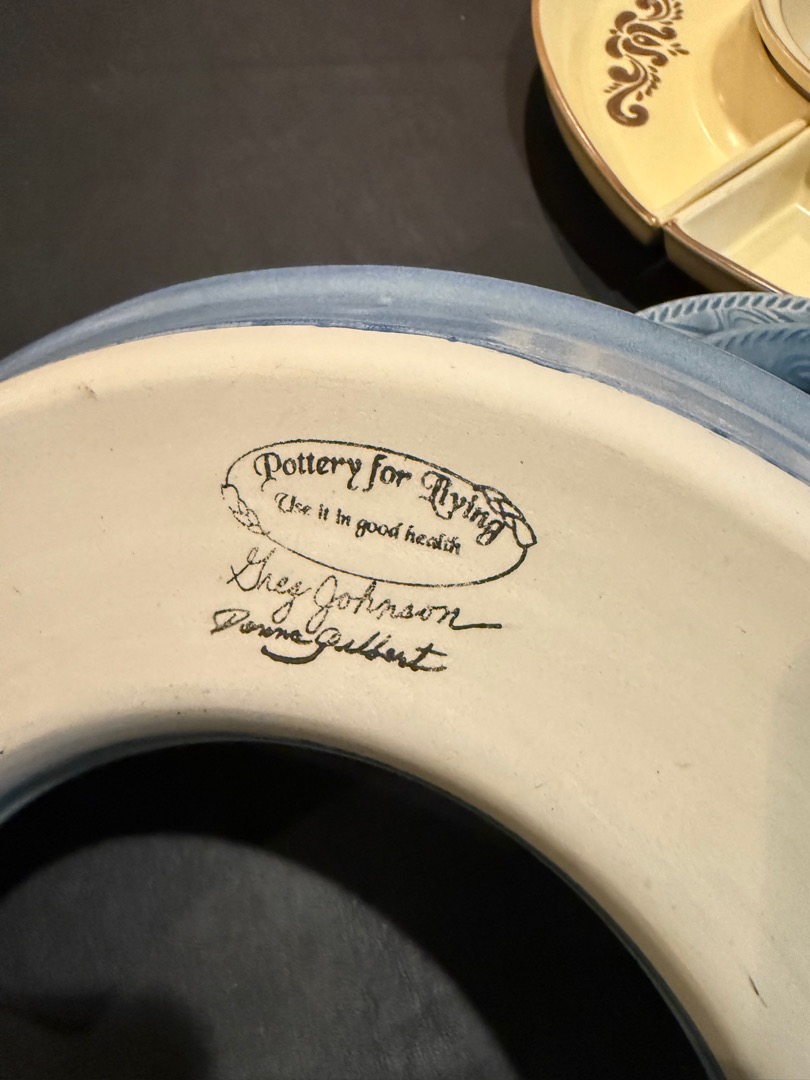 Pottery for Living
Use it in good health
Greg Johnson
Donna Gilbert